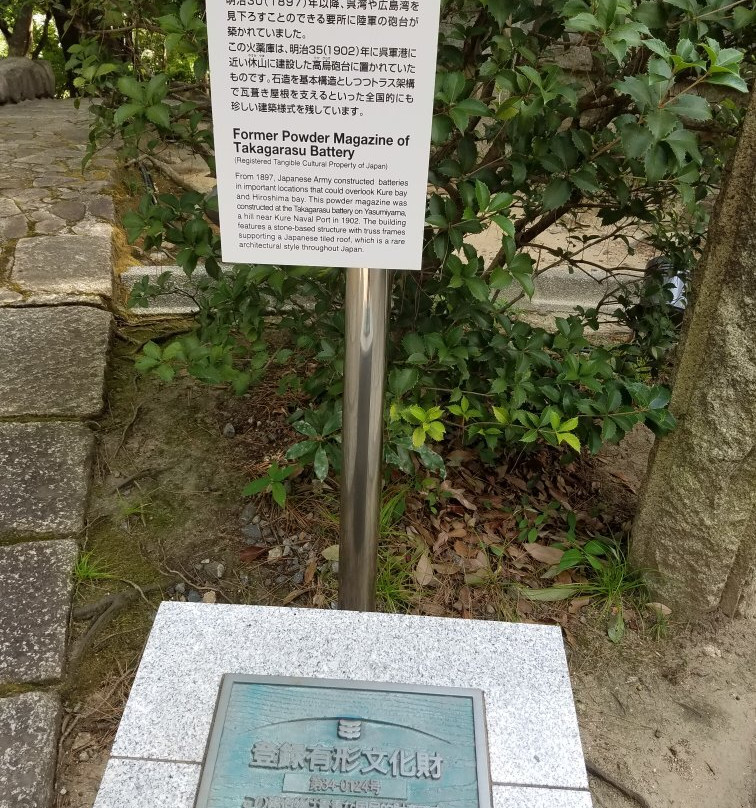 明治30(1897)年以降、呉湾や広島湾を
見下ろすことのできる要所に陸軍の砲台が
築かれていました。
この火薬庫は、明治35(1902)年に呉軍港に
近い休山に建設した高烏砲台に置かれていた
ものです。石造を基本構造としつつトラス架構
で瓦葺き屋根を支えるといった全国的にも
珍しい建築様式を残しています。
Former Powder Magazine of
Takagarasu Battery
(Registered Tangible Cultural Property of Japan)
From 1897, Japanese Army constructed batteries
in important locations that could overlook Kure bay
and Hiroshima bay. This powder magazine was
constructed at the Takagarasu battery on Yasumiyama,
a hill near Kure Naval Port in 1902. The building
features a stone-based structure with truss frames
supporting a Japanese tiled roof, which is a rare
architectural style throughout Japan.
登録有形文化財
第34-0124号